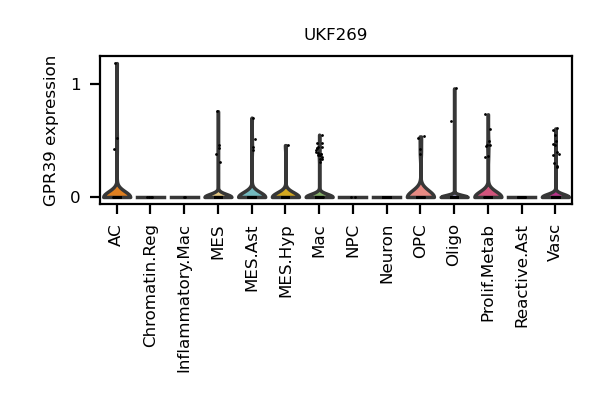 UKF269
GPR39 expression
1
0
AC
Chromatin.Reg
Inflammatory.Mac
MES
MES.Ast
MES.Hyp
Mac
NPC
Neuron
OPC
Oligo
Prolif.Metab
Reactive.Ast
Vasc